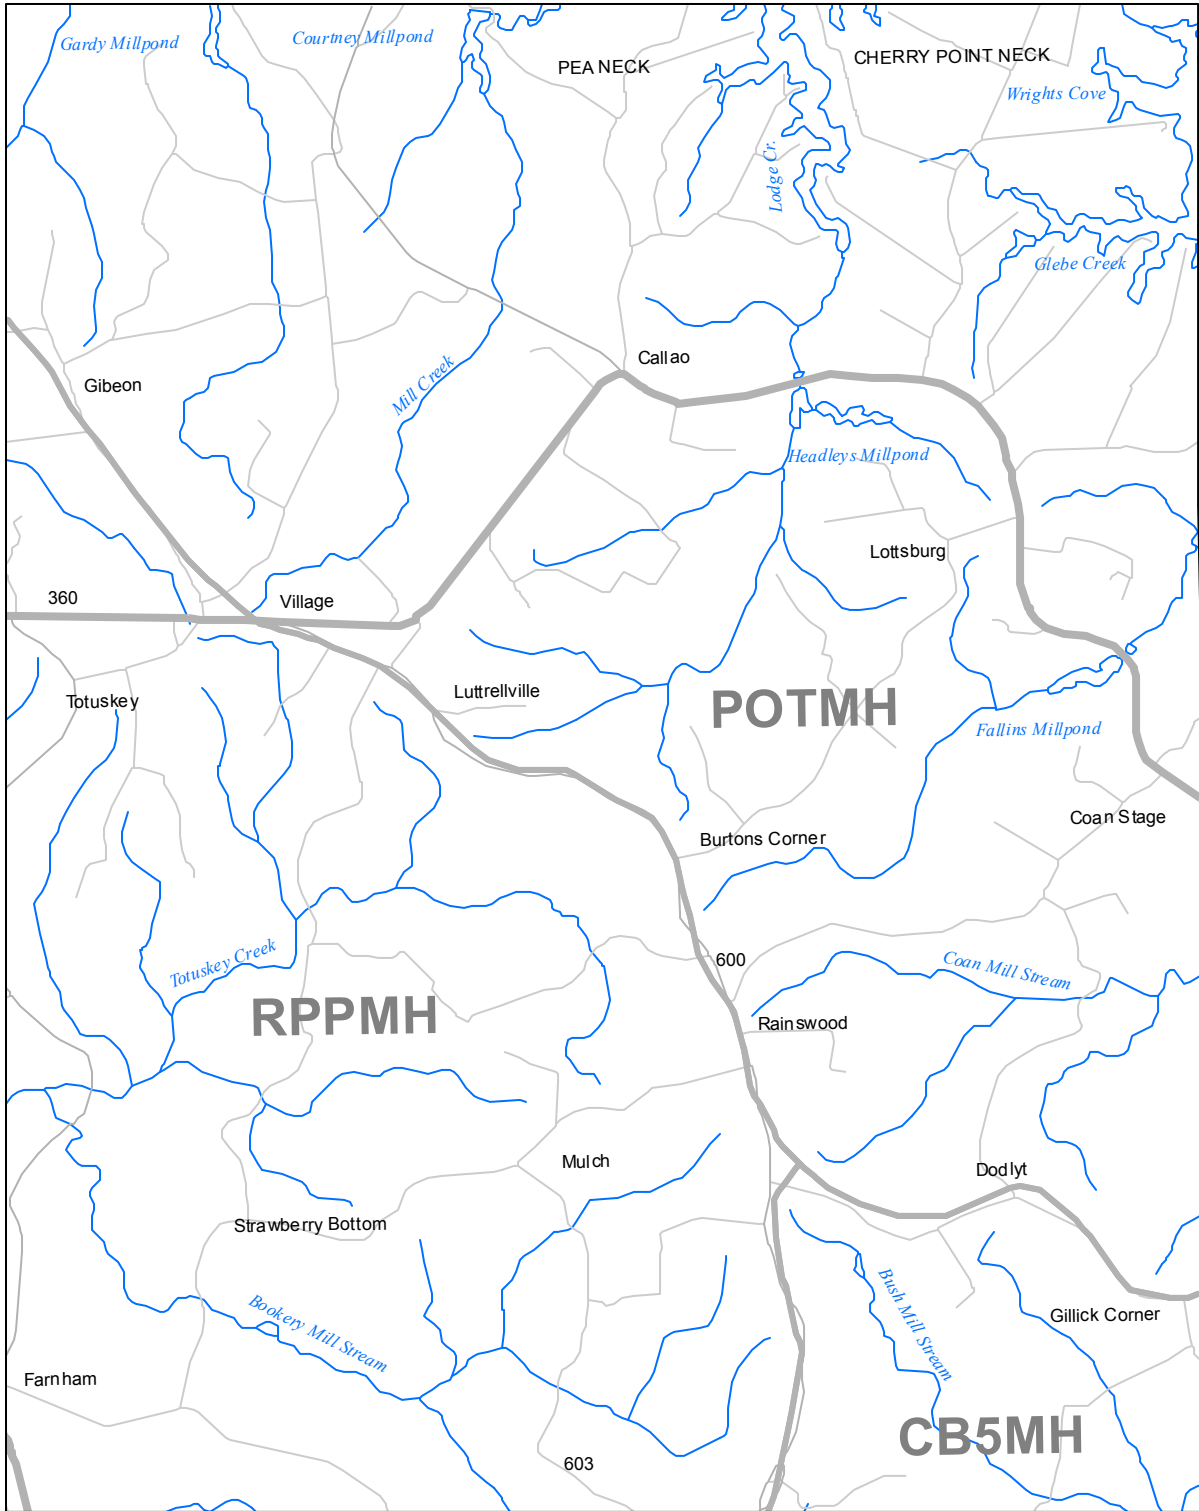 Gardy Millpond
Courtney Millpond
PEA NECK
CHERRY POINT NECK
Wrights Cove
Lodge Cr.
Glebe Creek
Callao
Gibeon
Mill Creek
Headleys Millpond
Lottsburg
360
Village
Totuskey
Luttrellville
POTMH
Fallins Millpond
Coan Stage
Burtons Corner
Totuskey Creek
600
Coan Mill Stream
RPPMH
Rainswood
Mulch
Dodlyt
Strawberry Bottom
Bookery Mill Stream
Bush Mill Stream
Gillick Corner
Farnham
CB5MH
603